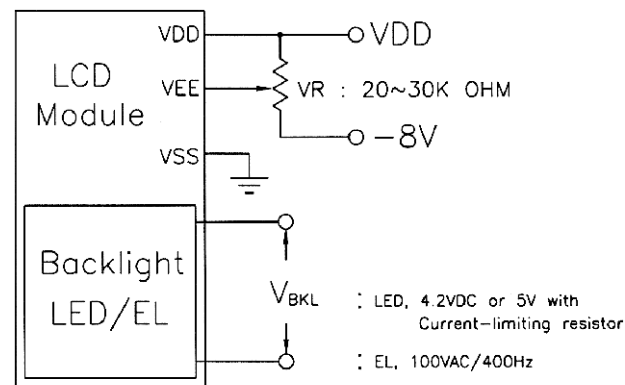 VDD
VDD
LCD
Module
VEE
VR : 20~30K OHM
-8V
VSS
Backlight
LED/EL
VBKL
: LED, 4.2VDC or 5V with
Current-limiting resistor
: EL, 100VAC/400Hz